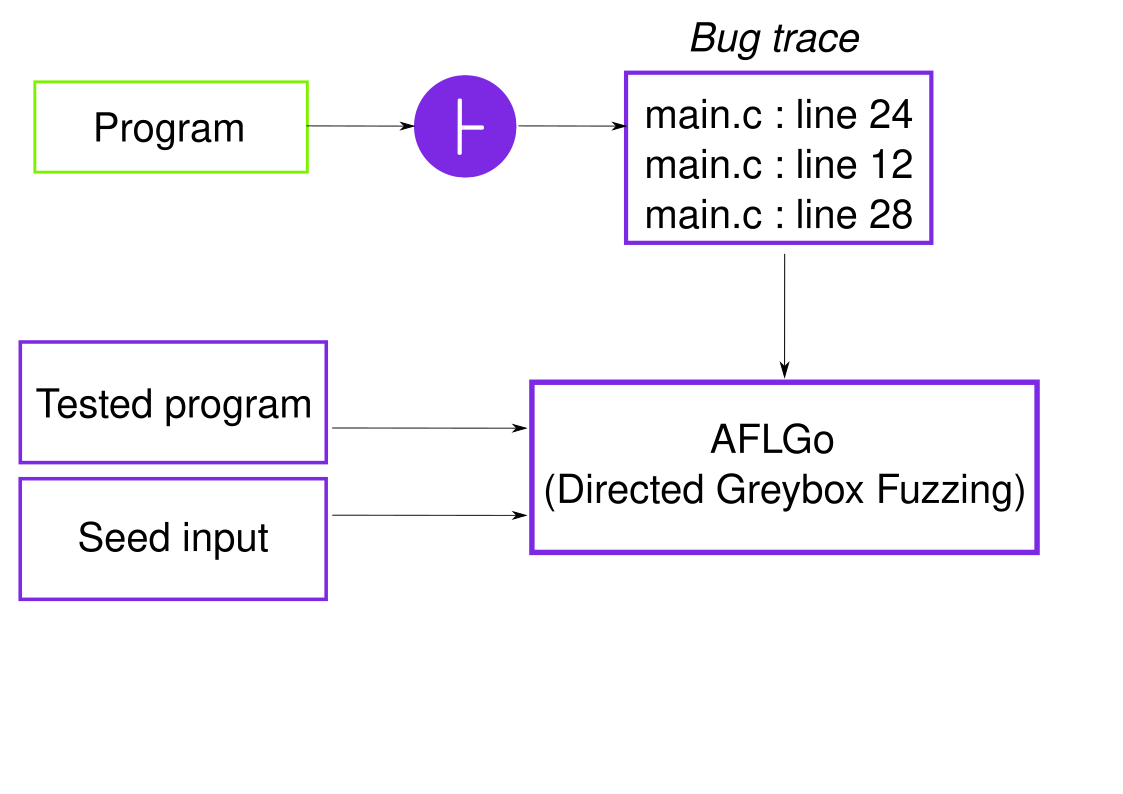 Bug trace
Program
⊢
main.c : line 24
main.c : line 12
main.c : line 28
Tested program
Seed input
AFLGo
(Directed Greybox Fuzzing)